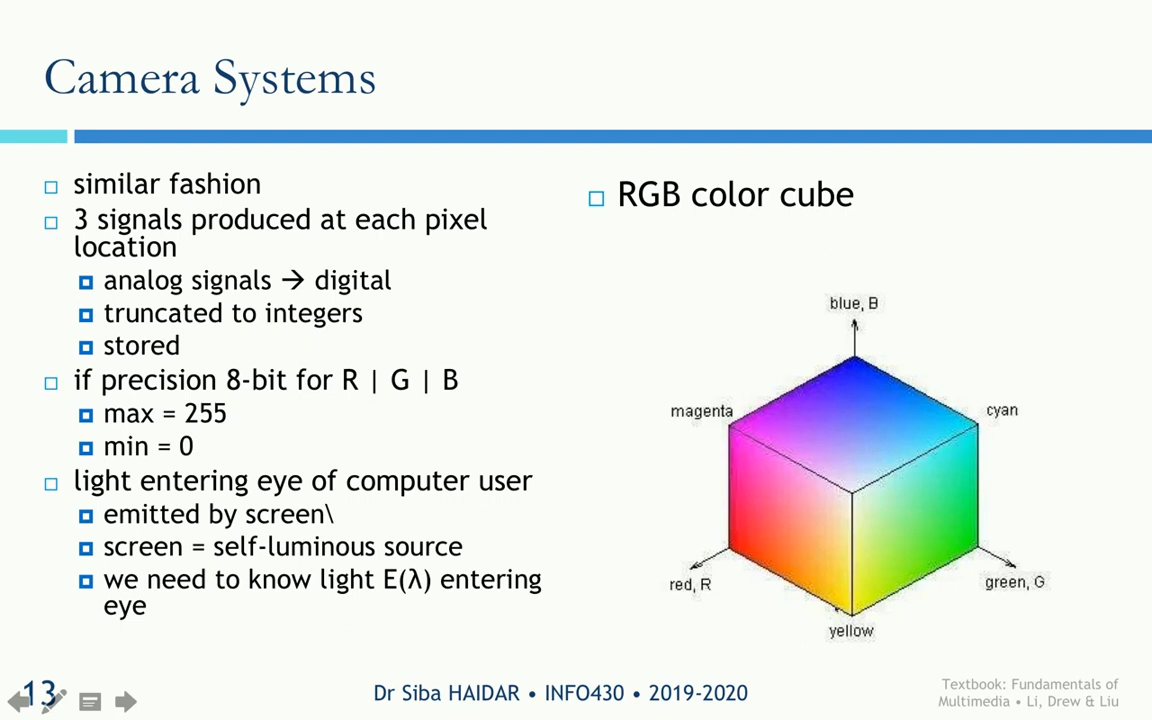 Camera Systems
similar fashion
3 signals produced at each pixel
location
analog signals → digital
truncated to integers
stored
if precision 8-bit for R | G | B
max = 255
min = 0
light entering eye of computer user
emitted by screen\
screen = self-luminous source
we need to know light E(λ) entering
eye
RGB color cube
blue, B
magenta
cyan
red, R
green, G
yellow
13
Dr Siba HAIDAR • INFO430 • 2019-2020
Textbook: Fundamentals of
Multimedia • Li, Drew & Liu